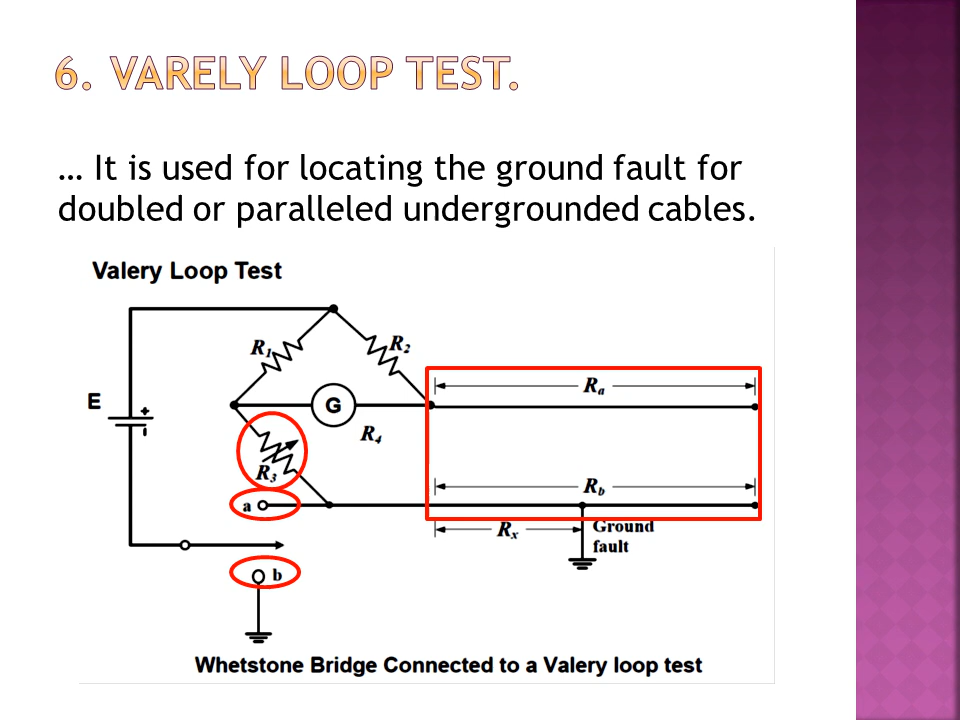 6. VARELY LOOP TEST.
… It is used for locating the ground fault for
doubled or paralleled undergrounded cables.
Valery Loop Test
R1
R2
E
+
-
G
R4
Ra
R3
a
Rb
Rx
Ground
fault
b
Whetstone Bridge Connected to a Valery loop test